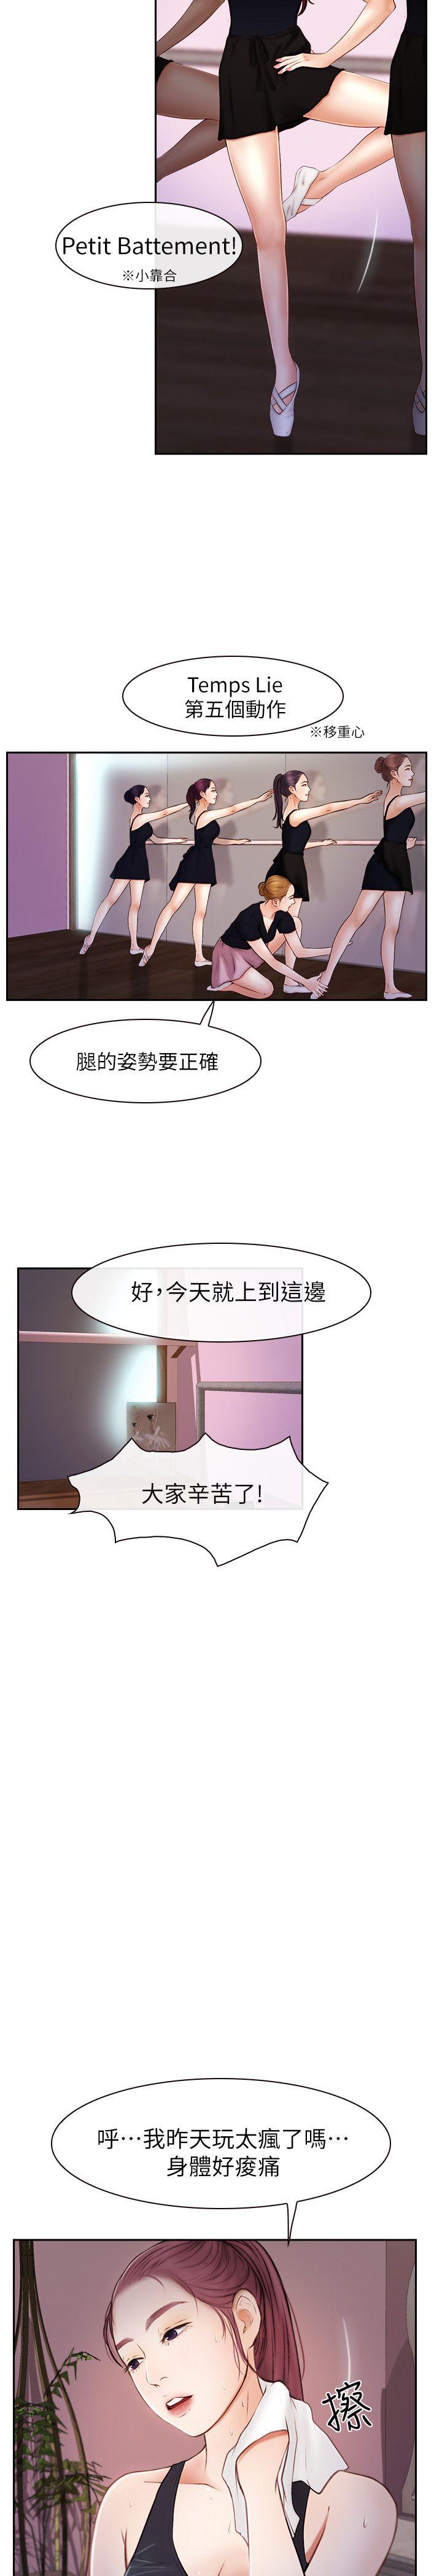 Petit Battement!
※小靠合
Temps Lie
第五個動作
※移重心
腿的姿勢要正確
好,今天就上到這邊
大家辛苦了!
呼⋯我昨天玩太瘋了嗎⋯
身體好痠痛
擦